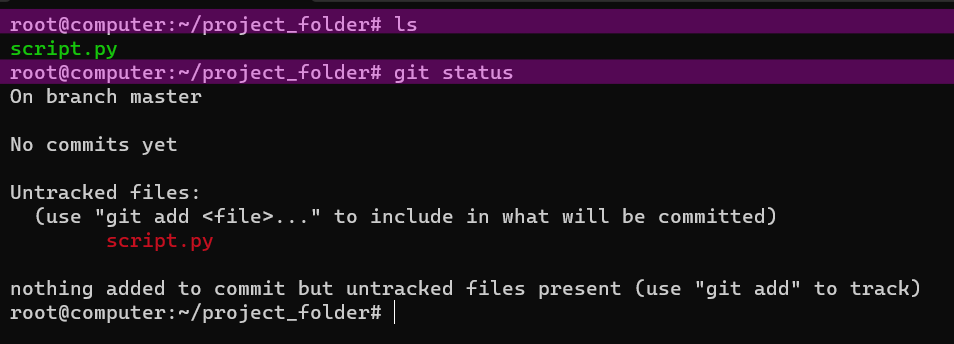 root@computer:~/project_folder# ls
script.py
root@computer:~/project_folder# git status
On branch master
No commits yet
Untracked files:
  (use "git add <file>..." to include in what will be committed)
        script.py
nothing added to commit but untracked files present (use "git add" to track)
root@computer:~/project_folder#